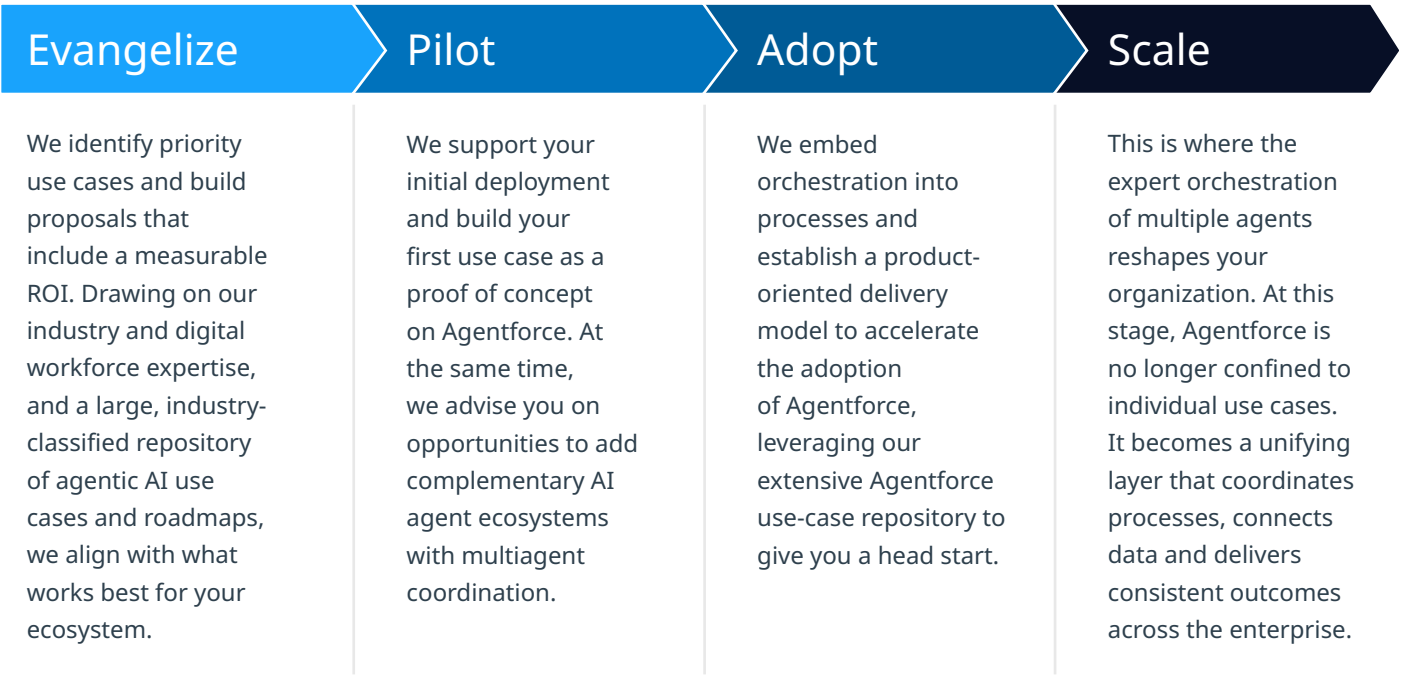 Evangelize
We identify priority
use cases and build
proposals that
include a measurable
ROI. Drawing on our
industry and digital
workforce expertise,
and a large, industry-
classified repository
of agentic AI use
cases and roadmaps,
we align with what
works best for your
ecosystem.
Pilot
We support your
initial deployment
and build your
first use case as a
proof of concept
on Agentforce. At
the same time,
we advise you on
opportunities to add
complementary AI
agent ecosystems
with multiagent
coordination.
Adopt
We embed
orchestration into
processes and
establish a product-
oriented delivery
model to accelerate
the adoption
of Agentforce,
leveraging our
extensive Agentforce
use-case repository to
give you a head start.
Scale
This is where the
expert orchestration
of multiple agents
reshapes your
organization. At this
stage, Agentforce is
no longer confined to
individual use cases.
It becomes a unifying
layer that coordinates
processes, connects
data and delivers
consistent outcomes
across the enterprise.